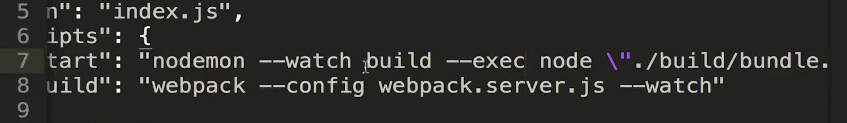 5 n": "index.js",
6 ipts": {
7 tart": "nodemon --watch build --exec node \"./build/bundle.
8 uild": "webpack --config webpack.server.js --watch"
9